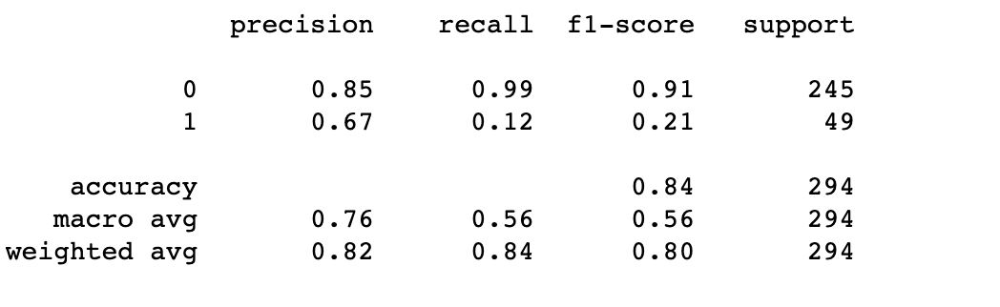 precision recall f1-score support
0 0.85 0.99 0.91 245
1 0.67 0.12 0.21 49
accuracy 0.84 294
macro avg 0.76 0.56 0.56 294
weighted avg 0.82 0.84 0.80 294